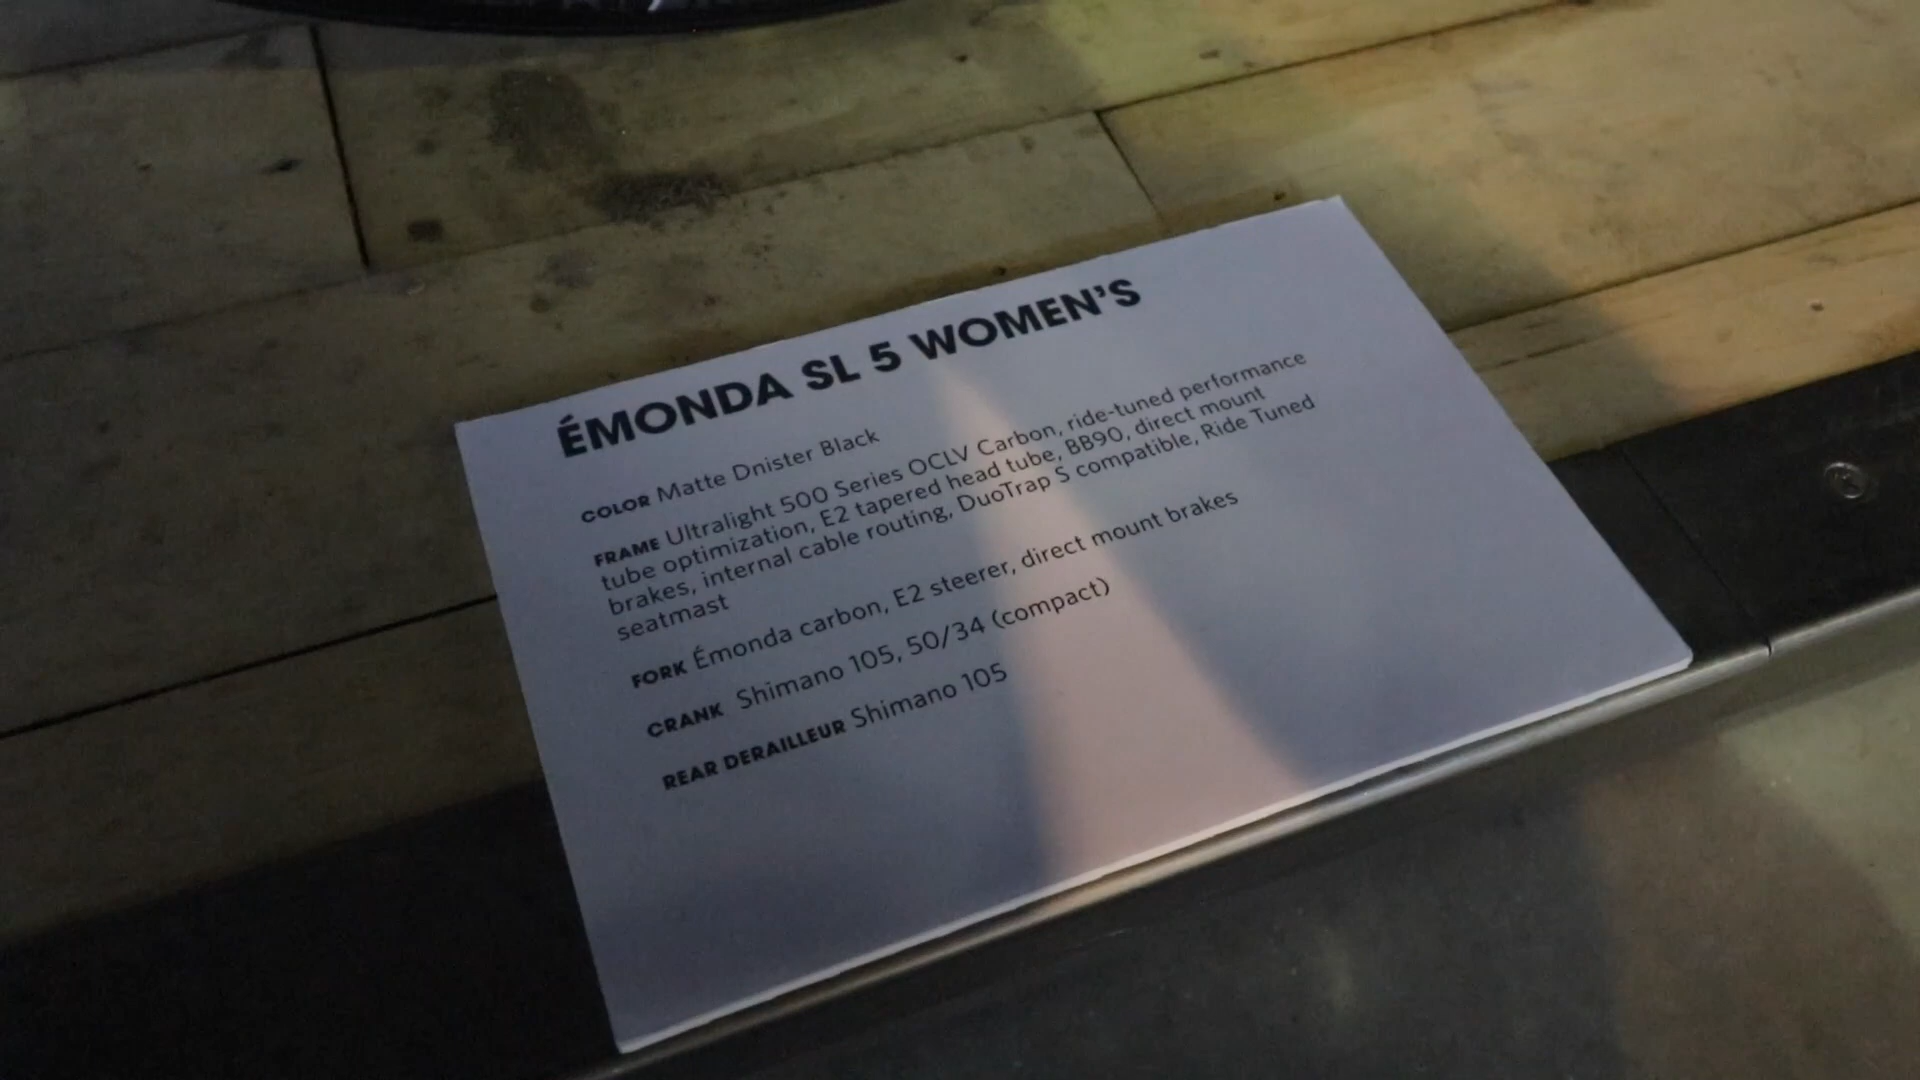 ÉMONDA SL 5 WOMEN'S
COLOR Matte Dnister Black
FRAME Ultralight 500 Series OCLV Carbon, ride-tuned performance
tube optimization, E2 tapered head tube, BB90, direct mount
brakes, internal cable routing, DuoTrap S compatible, Ride Tuned
seatmast
FORK Émonda carbon, E2 steerer, direct mount brakes
CRANK Shimano 105, 50/34 (compact)
REAR DERAILLEUR Shimano 105